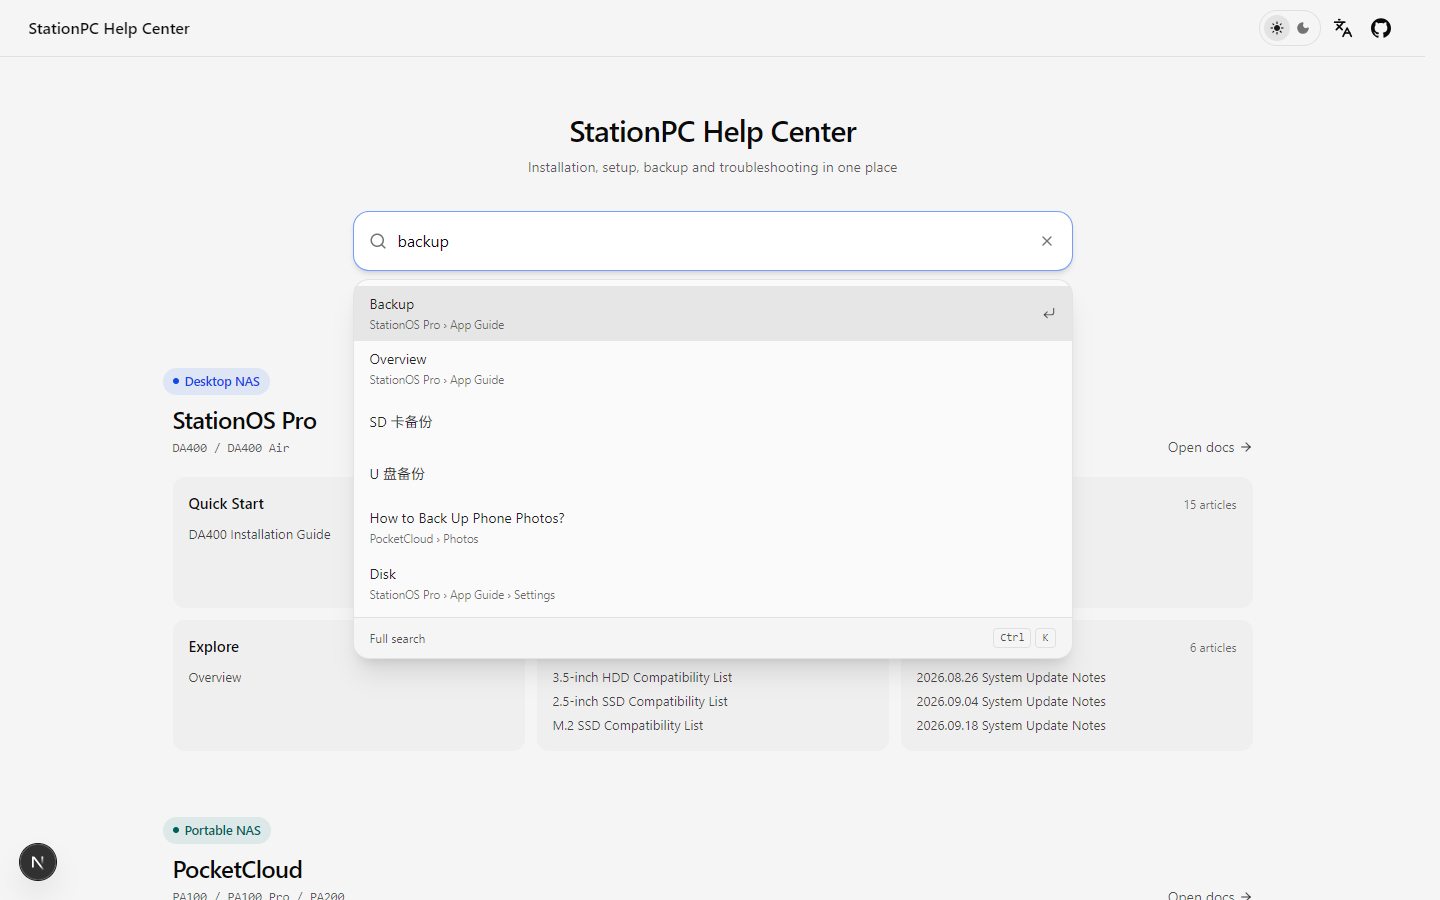 StationPC Help Center
StationPC Help Center
Installation, setup, backup and troubleshooting in one place
backup
Backup
StationOS Pro › App Guide
Overview
StationOS Pro › App Guide
SD 卡备份
U 盘备份
How to Back Up Phone Photos?
PocketCloud › Photos
Disk
StationOS Pro › App Guide › Settings
Full search
Ctrl K
Desktop NAS
StationOS Pro
DA400 / DA400 Air
Open docs →
Quick Start
DA400 Installation Guide
15 articles
Explore
Overview
3.5-inch HDD Compatibility List
2.5-inch SSD Compatibility List
M.2 SSD Compatibility List
6 articles
2026.08.26 System Update Notes
2026.09.04 System Update Notes
2026.09.18 System Update Notes
Portable NAS
PocketCloud
PA100 / PA100 Pro / PA200
Open docs →
N